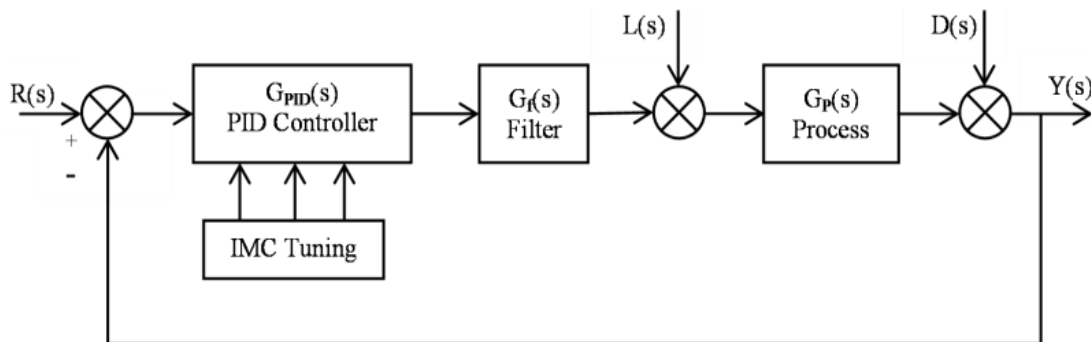 L(s)
D(s)
R(s)
G_PID(s)
PID Controller
G_f(s)
Filter
G_P(s)
Process
Y(s)
+
-
IMC Tuning